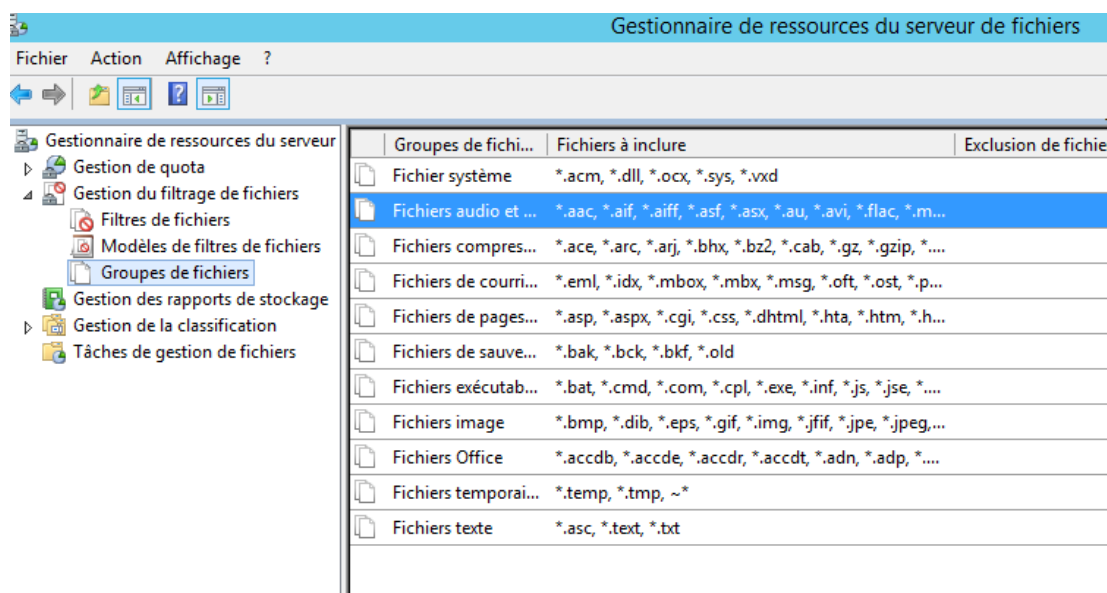 Gestionnaire de ressources du serveur de fichiers
Fichier Action Affichage ?
Gestionnaire de ressources du serveur
Gestion de quota
Gestion du filtrage de fichiers
Filtres de fichiers
Modèles de filtres de fichiers
Groupes de fichiers
Gestion des rapports de stockage
Gestion de la classification
Tâches de gestion de fichiers
Groupes de fichi... Fichiers à inclure Exclusion de fichie
Fichier système *.acm, *.dll, *.ocx, *.sys, *.vxd
Fichiers audio et ... *.aac, *.aif, *.aiff, *.asf, *.asx, *.au, *.avi, *.flac, *.m...
Fichiers compres... *.ace, *.arc, *.arj, *.bhx, *.bz2, *.cab, *.gz, *.gzip, *....
Fichiers de courri... *.eml, *.idx, *.mbox, *.mbx, *.msg, *.oft, *.ost, *.p...
Fichiers de pages... *.asp, *.aspx, *.cgi, *.css, *.dhtml, *.hta, *.htm, *.h...
Fichiers de sauve... *.bak, *.bck, *.bkf, *.old
Fichiers exécutab... *.bat, *.cmd, *.com, *.cpl, *.exe, *.inf, *.js, *.jse, *....
Fichiers image *.bmp, *.dib, *.eps, *.gif, *.img, *.jfif, *.jpe, *.jpeg,...
Fichiers Office *.accdb, *.accde, *.accdr, *.accdt, *.adn, *.adp, *....
Fichiers temporai... *.temp, *.tmp, ~*
Fichiers texte *.asc, *.text, *.txt